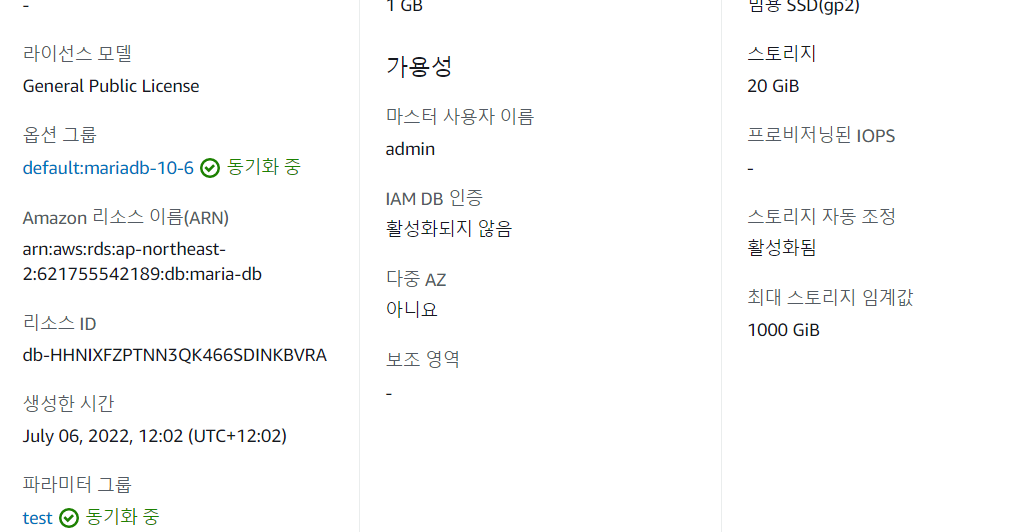 -
라이선스 모델
General Public License
옵션 그룹
default:mariadb-10-6 동기화 중
Amazon 리소스 이름(ARN)
arn:aws:rds:ap-northeast-
2:621755542189:db:maria-db
리소스 ID
db-HHNIXFZPTNN3QK466SDINKBVRA
생성한 시간
July 06, 2022, 12:02 (UTC+12:02)
파라미터 그룹
test 동기화 중
1 GB
가용성
마스터 사용자 이름
admin
IAM DB 인증
활성화되지 않음
다중 AZ
아니요
보조 영역
-
범용 SSD(gp2)
스토리지
20 GiB
프로비저닝된 IOPS
-
스토리지 자동 조정
활성화됨
최대 스토리지 임계값
1000 GiB